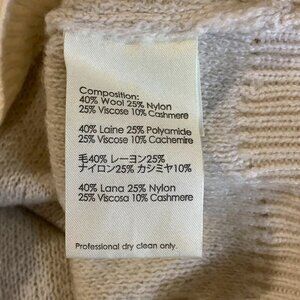 Composition:
40% Wool 25% Nylon
25% Viscose 10% Cashmere
40% Laine 25% Polyamide
25% Viscose 10% Cachemire
毛40% レーヨン25%
ナイロン25% カシミヤ10%
40% Lana 25% Nylon
25% Viscosa 10% Cashmere
Professional dry clean only.